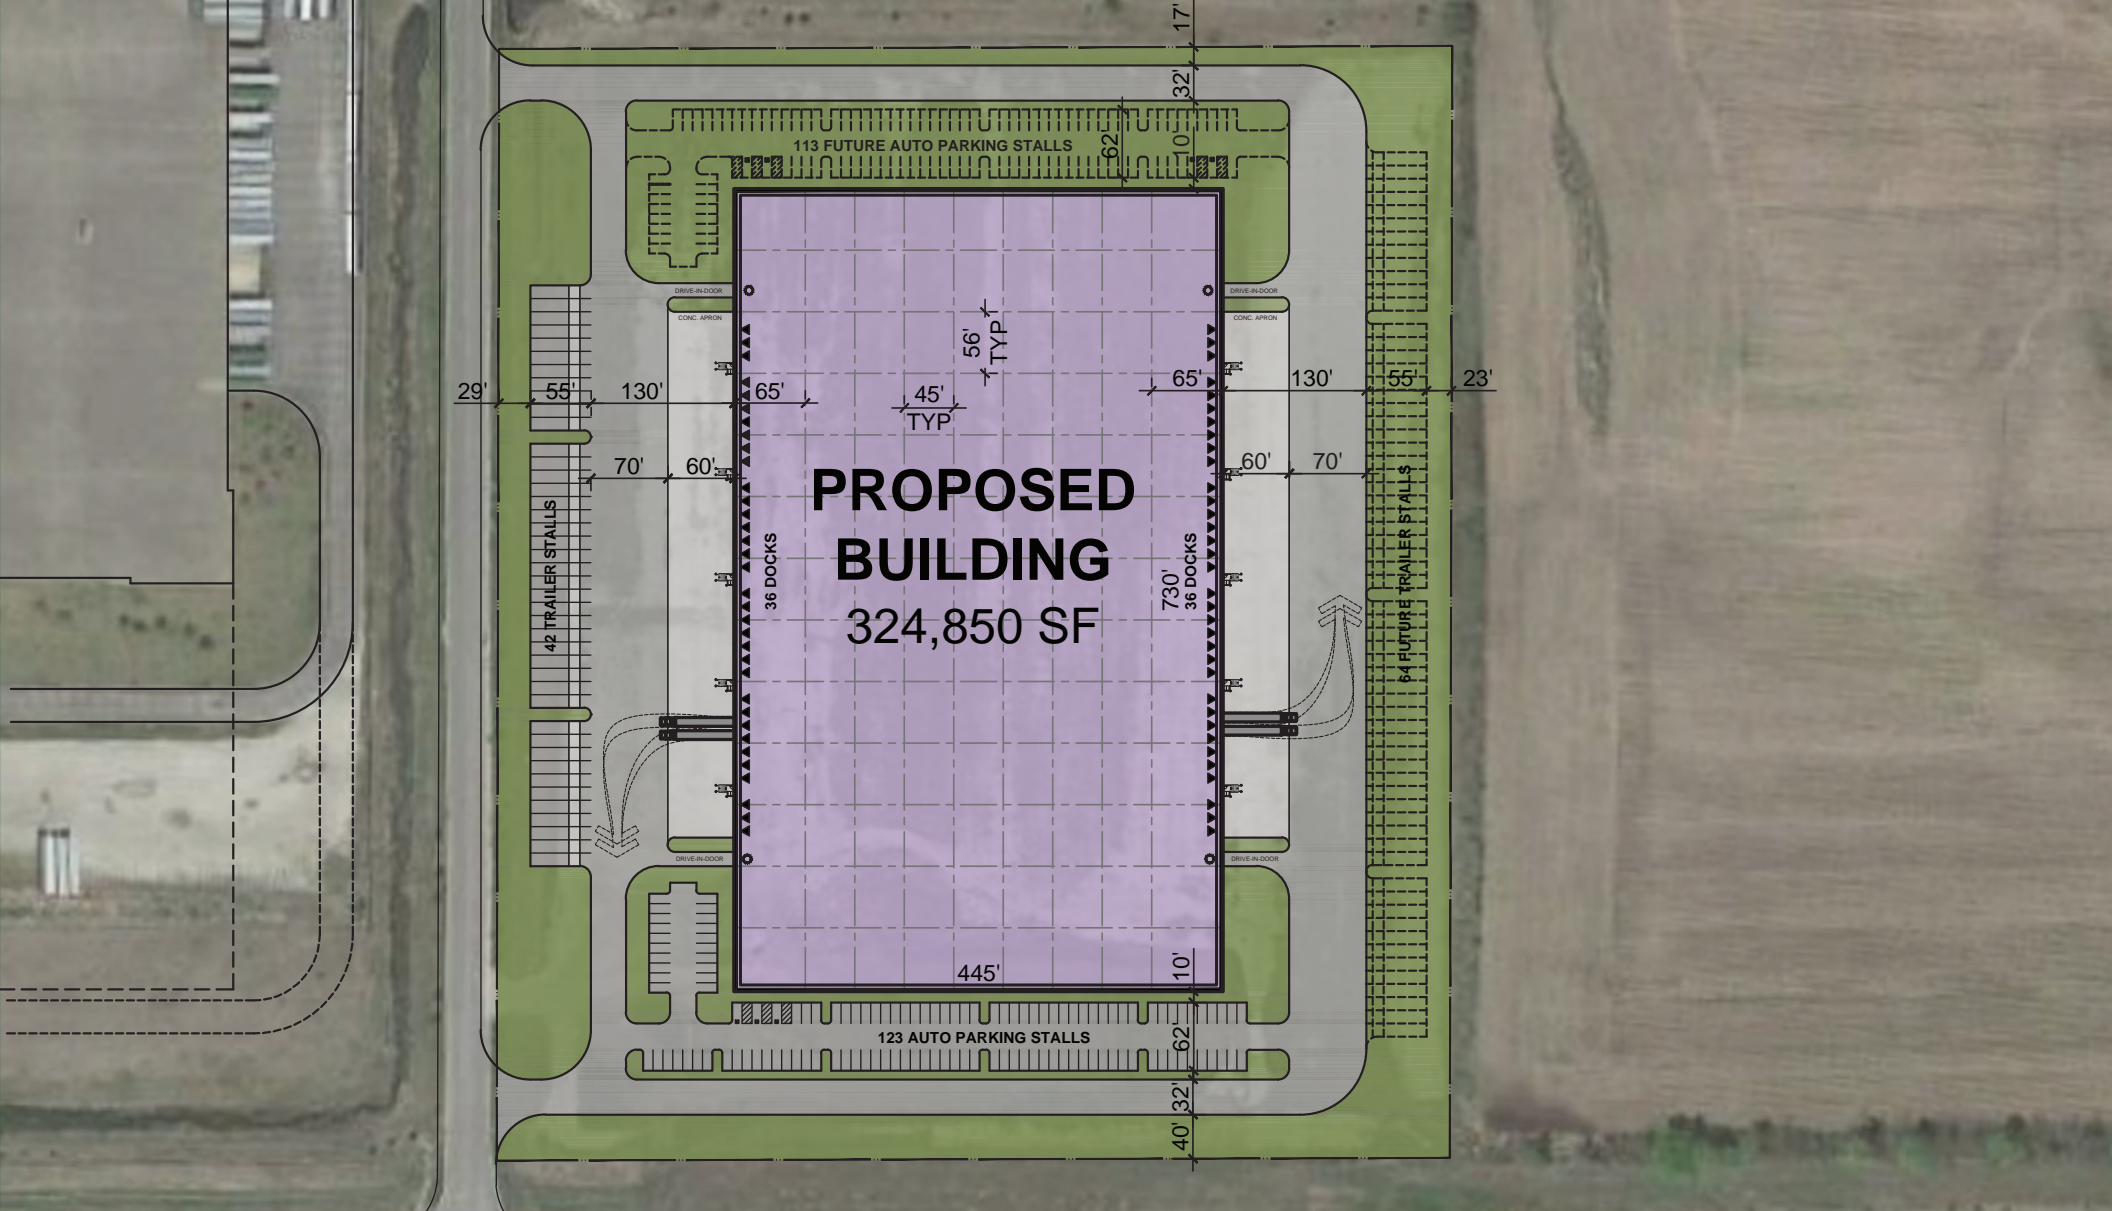 17'
32'
113 FUTURE AUTO PARKING STALLS
62'
10'
DRIVE-IN-DOOR
DRIVE-IN-DOOR
CONC. APRON
CONC. APRON
56'
TYP
29'
55'
130'
65'
45'
TYP
65'
130'
55'
23'
70'
60'
60'
70'
PROPOSED
BUILDING
324,850 SF
42 TRAILER STALLS
36 DOCKS
730'
36 DOCKS
64 FUTURE TRAILER STALLS
DRIVE-IN-DOOR
DRIVE-IN-DOOR
445'
10'
123 AUTO PARKING STALLS
62'
32'
40'